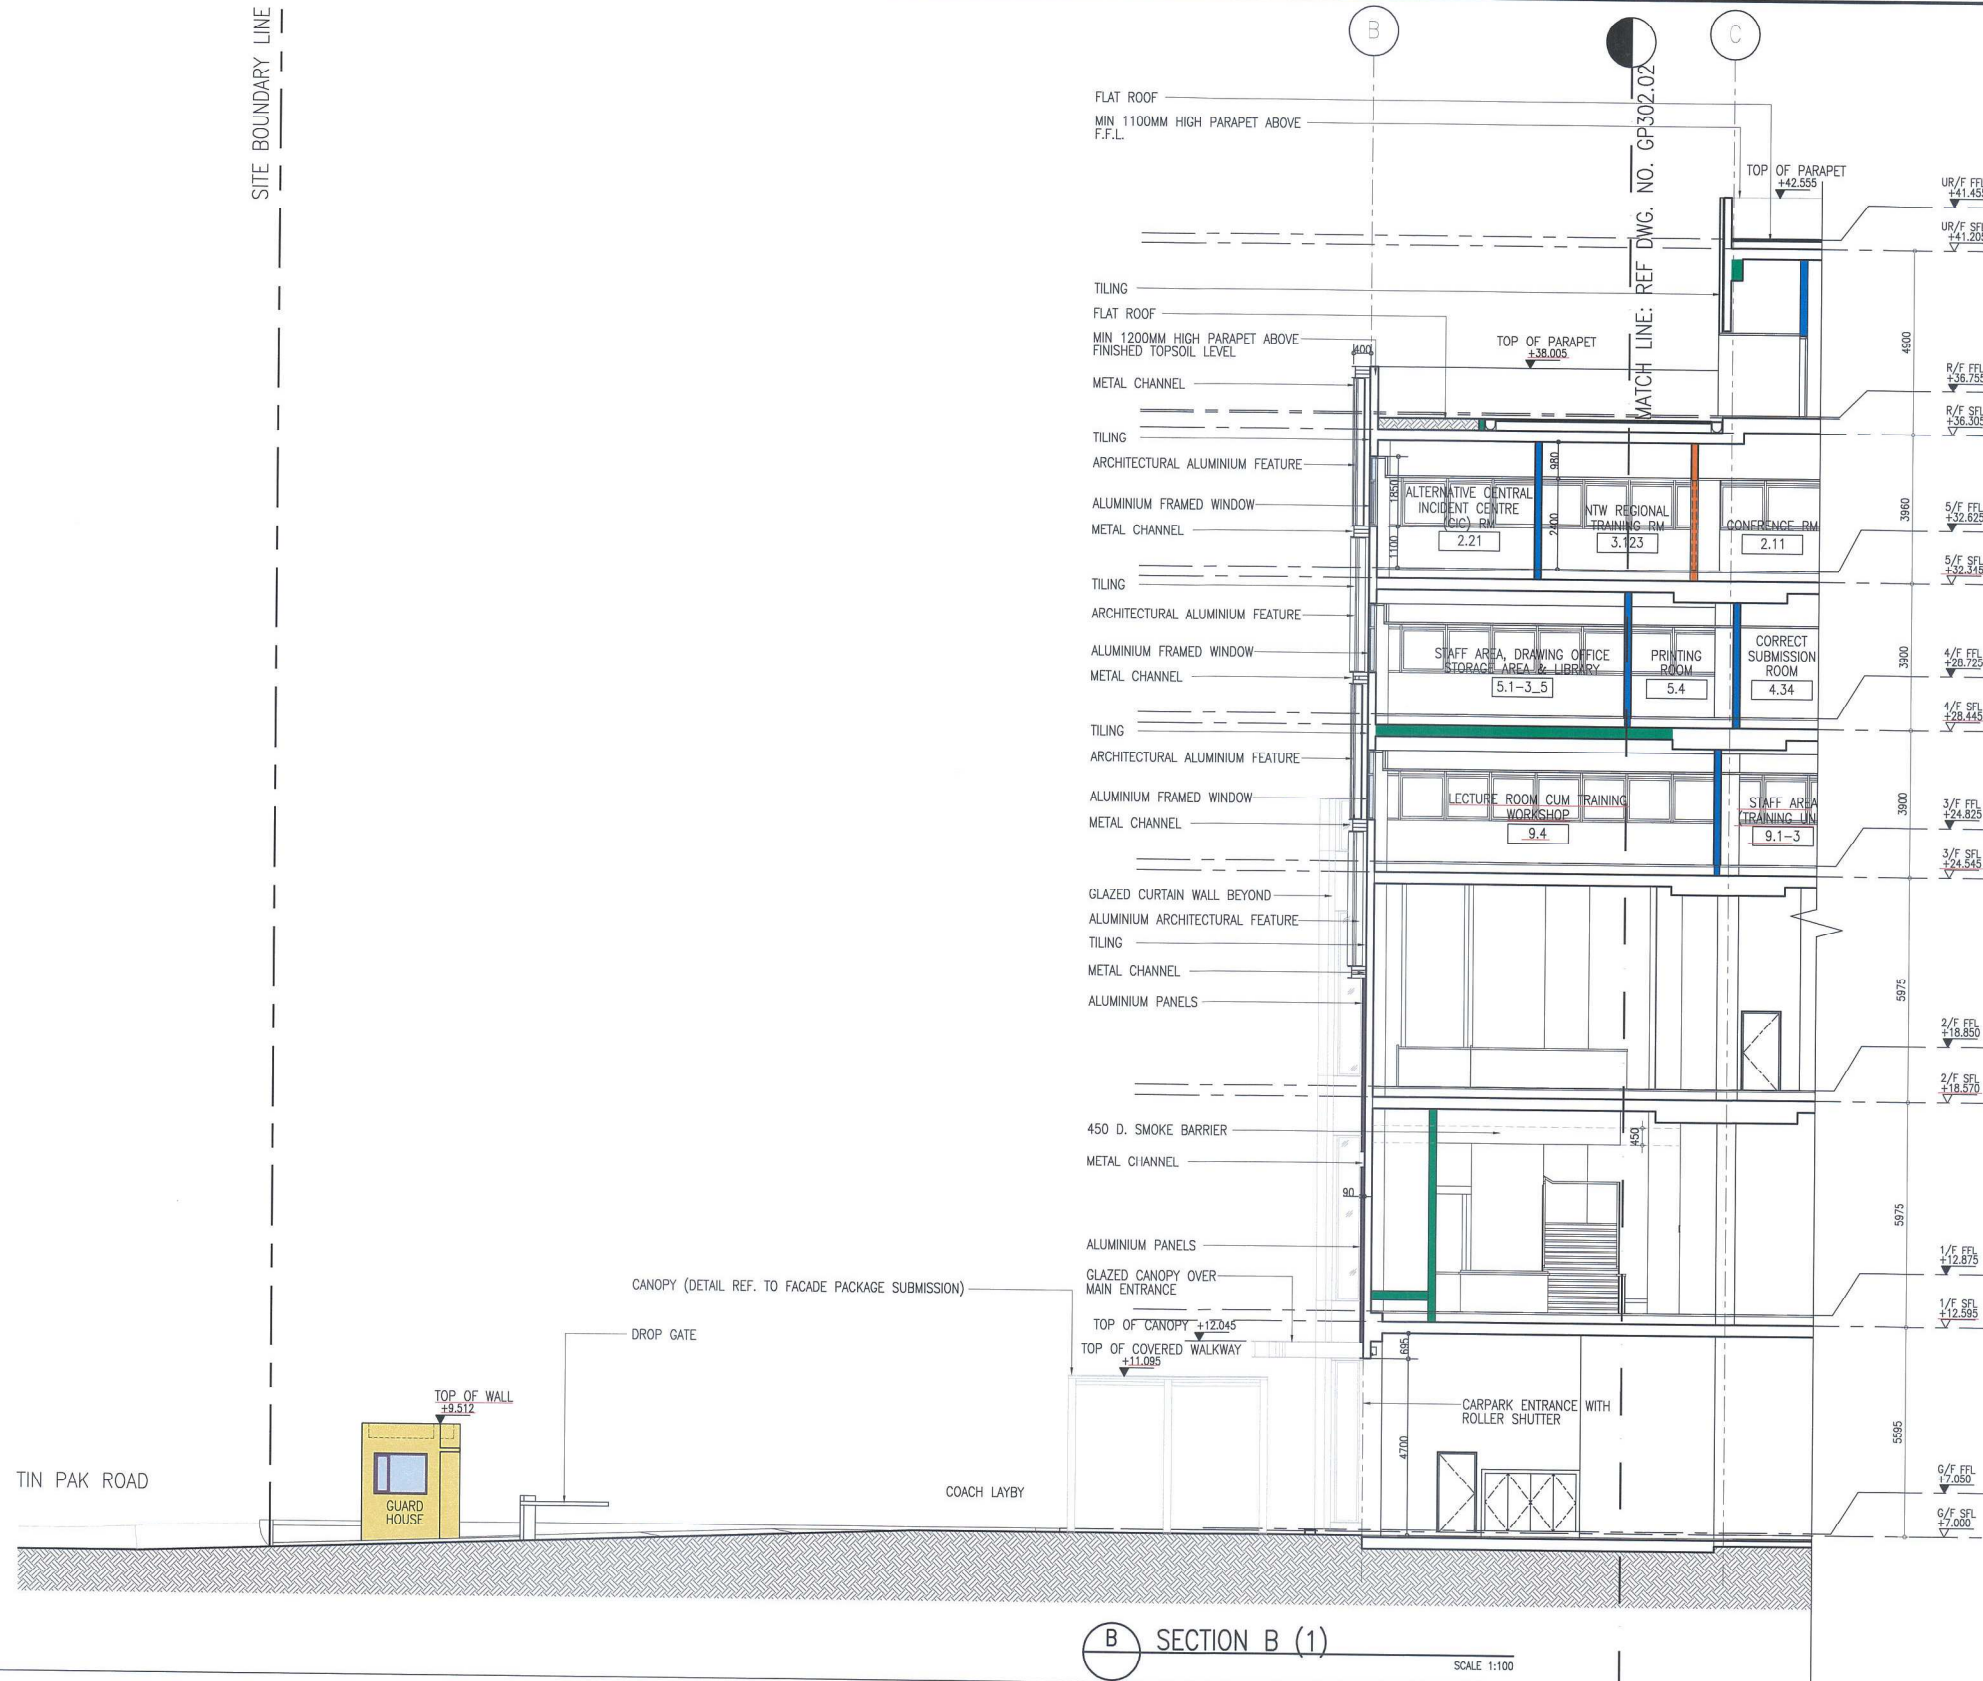 SITE BOUNDARY LINE
B
C
MATCH LINE: REF DWG. NO. GP302.02
FLAT ROOF
MIN 1100MM HIGH PARAPET ABOVE
F.F.L.
TOP OF PARAPET
+42.555
TILING
FLAT ROOF
MIN 1200MM HIGH PARAPET ABOVE
FINISHED TOPSOIL LEVEL
400
TOP OF PARAPET
+38.005
METAL CHANNEL
TILING
ARCHITECTURAL ALUMINIUM FEATURE
ALUMINIUM FRAMED WINDOW
METAL CHANNEL
1850
1100
980
2400
ALTERNATIVE CENTRAL
INCIDENT CENTRE
(CIC) RM
2.21
NTW REGIONAL
TRAINING RM
3.123
CONFRENCE RM
2.11
TILING
ARCHITECTURAL ALUMINIUM FEATURE
ALUMINIUM FRAMED WINDOW
METAL CHANNEL
STAFF AREA, DRAWING OFFICE
STORAGE AREA & LIBRARY
5.1-3_5
PRINTING
ROOM
5.4
CORRECT
SUBMISSION
ROOM
4.34
TILING
ARCHITECTURAL ALUMINIUM FEATURE
ALUMINIUM FRAMED WINDOW
METAL CHANNEL
LECTURE ROOM CUM TRAINING
WORKSHOP
9.4
STAFF AREA
(TRAINING UN
9.1-3
GLAZED CURTAIN WALL BEYOND
ALUMINIUM ARCHITECTURAL FEATURE
TILING
METAL CHANNEL
ALUMINIUM PANELS
450 D. SMOKE BARRIER
450
METAL CHANNEL
90
ALUMINIUM PANELS
GLAZED CANOPY OVER
MAIN ENTRANCE
TOP OF CANOPY +12.045
TOP OF COVERED WALKWAY
+11.095
695
4700
CARPARK ENTRANCE WITH
ROLLER SHUTTER
CANOPY (DETAIL REF. TO FACADE PACKAGE SUBMISSION)
DROP GATE
TOP OF WALL
+9.512
GUARD
HOUSE
TIN PAK ROAD
COACH LAYBY
UR/F FFL
+41.455
UR/F SFL
+41.205
4900
R/F FFL
+36.755
R/F SFL
+36.305
3960
5/F FFL
+32.625
5/F SFL
+32.345
3900
4/F FFL
+28.725
4/F SFL
+28.445
3900
3/F FFL
+24.825
3/F SFL
+24.545
5975
2/F FFL
+18.850
2/F SFL
+18.570
5975
1/F FFL
+12.875
1/F SFL
+12.595
5595
G/F FFL
+7.050
G/F SFL
+7.000
B
SECTION B (1)
SCALE 1:100